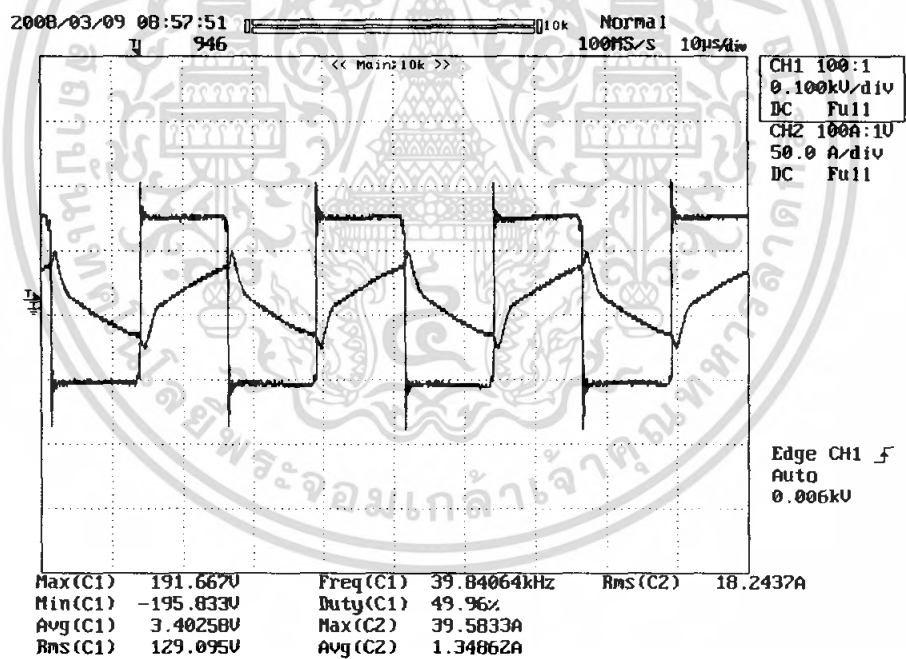 2008/03/09 08:57:51 10k Normal
946 100MS/s 10µs/div
<< Main:10k >>
CH1 100:1
0.100kV/div
DC Full
CH2 100A:1V
50.0 A/div
DC Full
T
Edge CH1
Auto
0.006kV
Max(C1) 191.667V Freq(C1) 39.84064kHz Rms(C2) 18.2437A
Min(C1) -195.833V Duty(C1) 49.96%
Avg(C1) 3.40258V Max(C2) 39.5833A
Rms(C1) 129.095V Avg(C2) 1.34862A